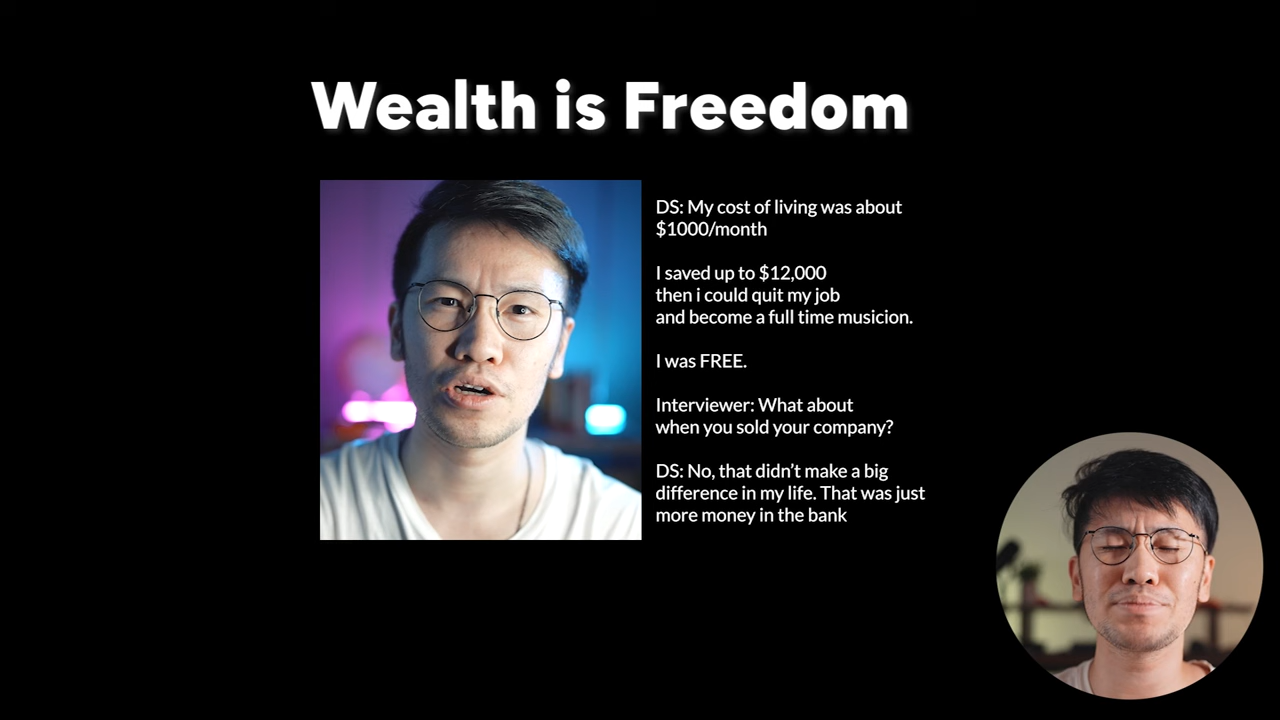 Wealth is Freedom
DS: My cost of living was about
$1000/month
I saved up to $12,000
then i could quit my job
and become a full time musicion.
I was FREE.
Interviewer: What about
when you sold your company?
DS: No, that didn’t make a big
difference in my life. That was just
more money in the bank